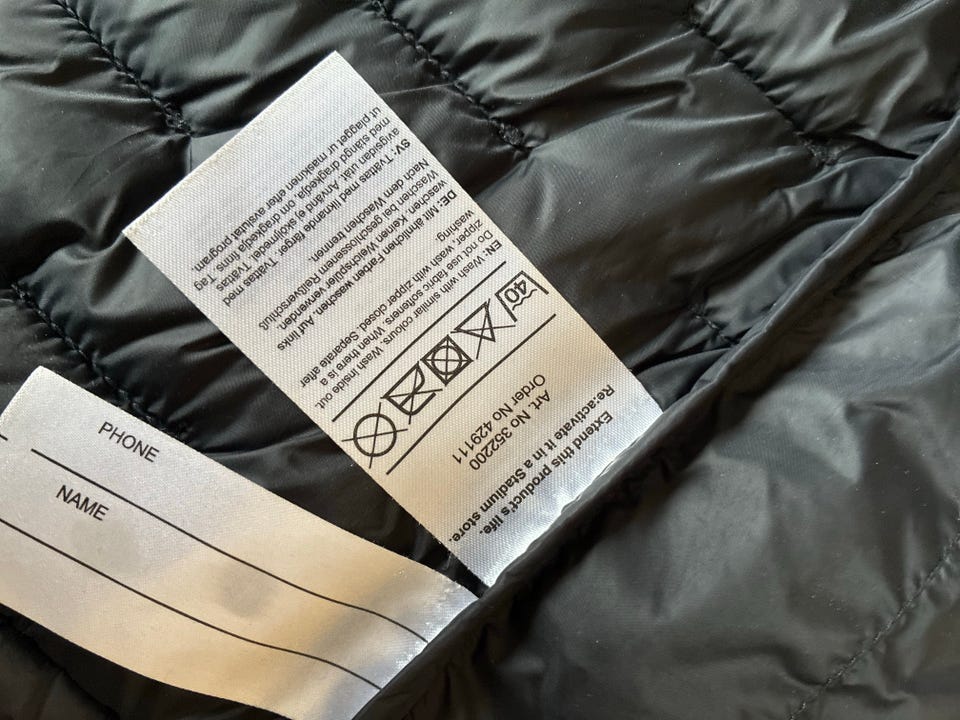 Extend this product's life.
Re:activate it in a Stadium store.
Art. No 352200
Order No 429111
40
EN: Wash with similar colours. Wash inside out.
Do not use fabric softeners. When there is a
zipper, wash with zipper closed. Separate after
washing.
DE: Mit ähnlichen Farben waschen. Auf links
waschen. Keinen Weichspüler verwenden.
Waschen bei geschlossenem Reißverschluß
Nach dem Waschen trennen.
SV: Tvättas med liknande färger. Tvättas med
avigsidan utåt. Använd ej sköljmedel. Tvättas
med stängd dragkedja, om dragkedja finns. Tag
ut plagget ur maskinen efter avslutat program.
PHONE
NAME